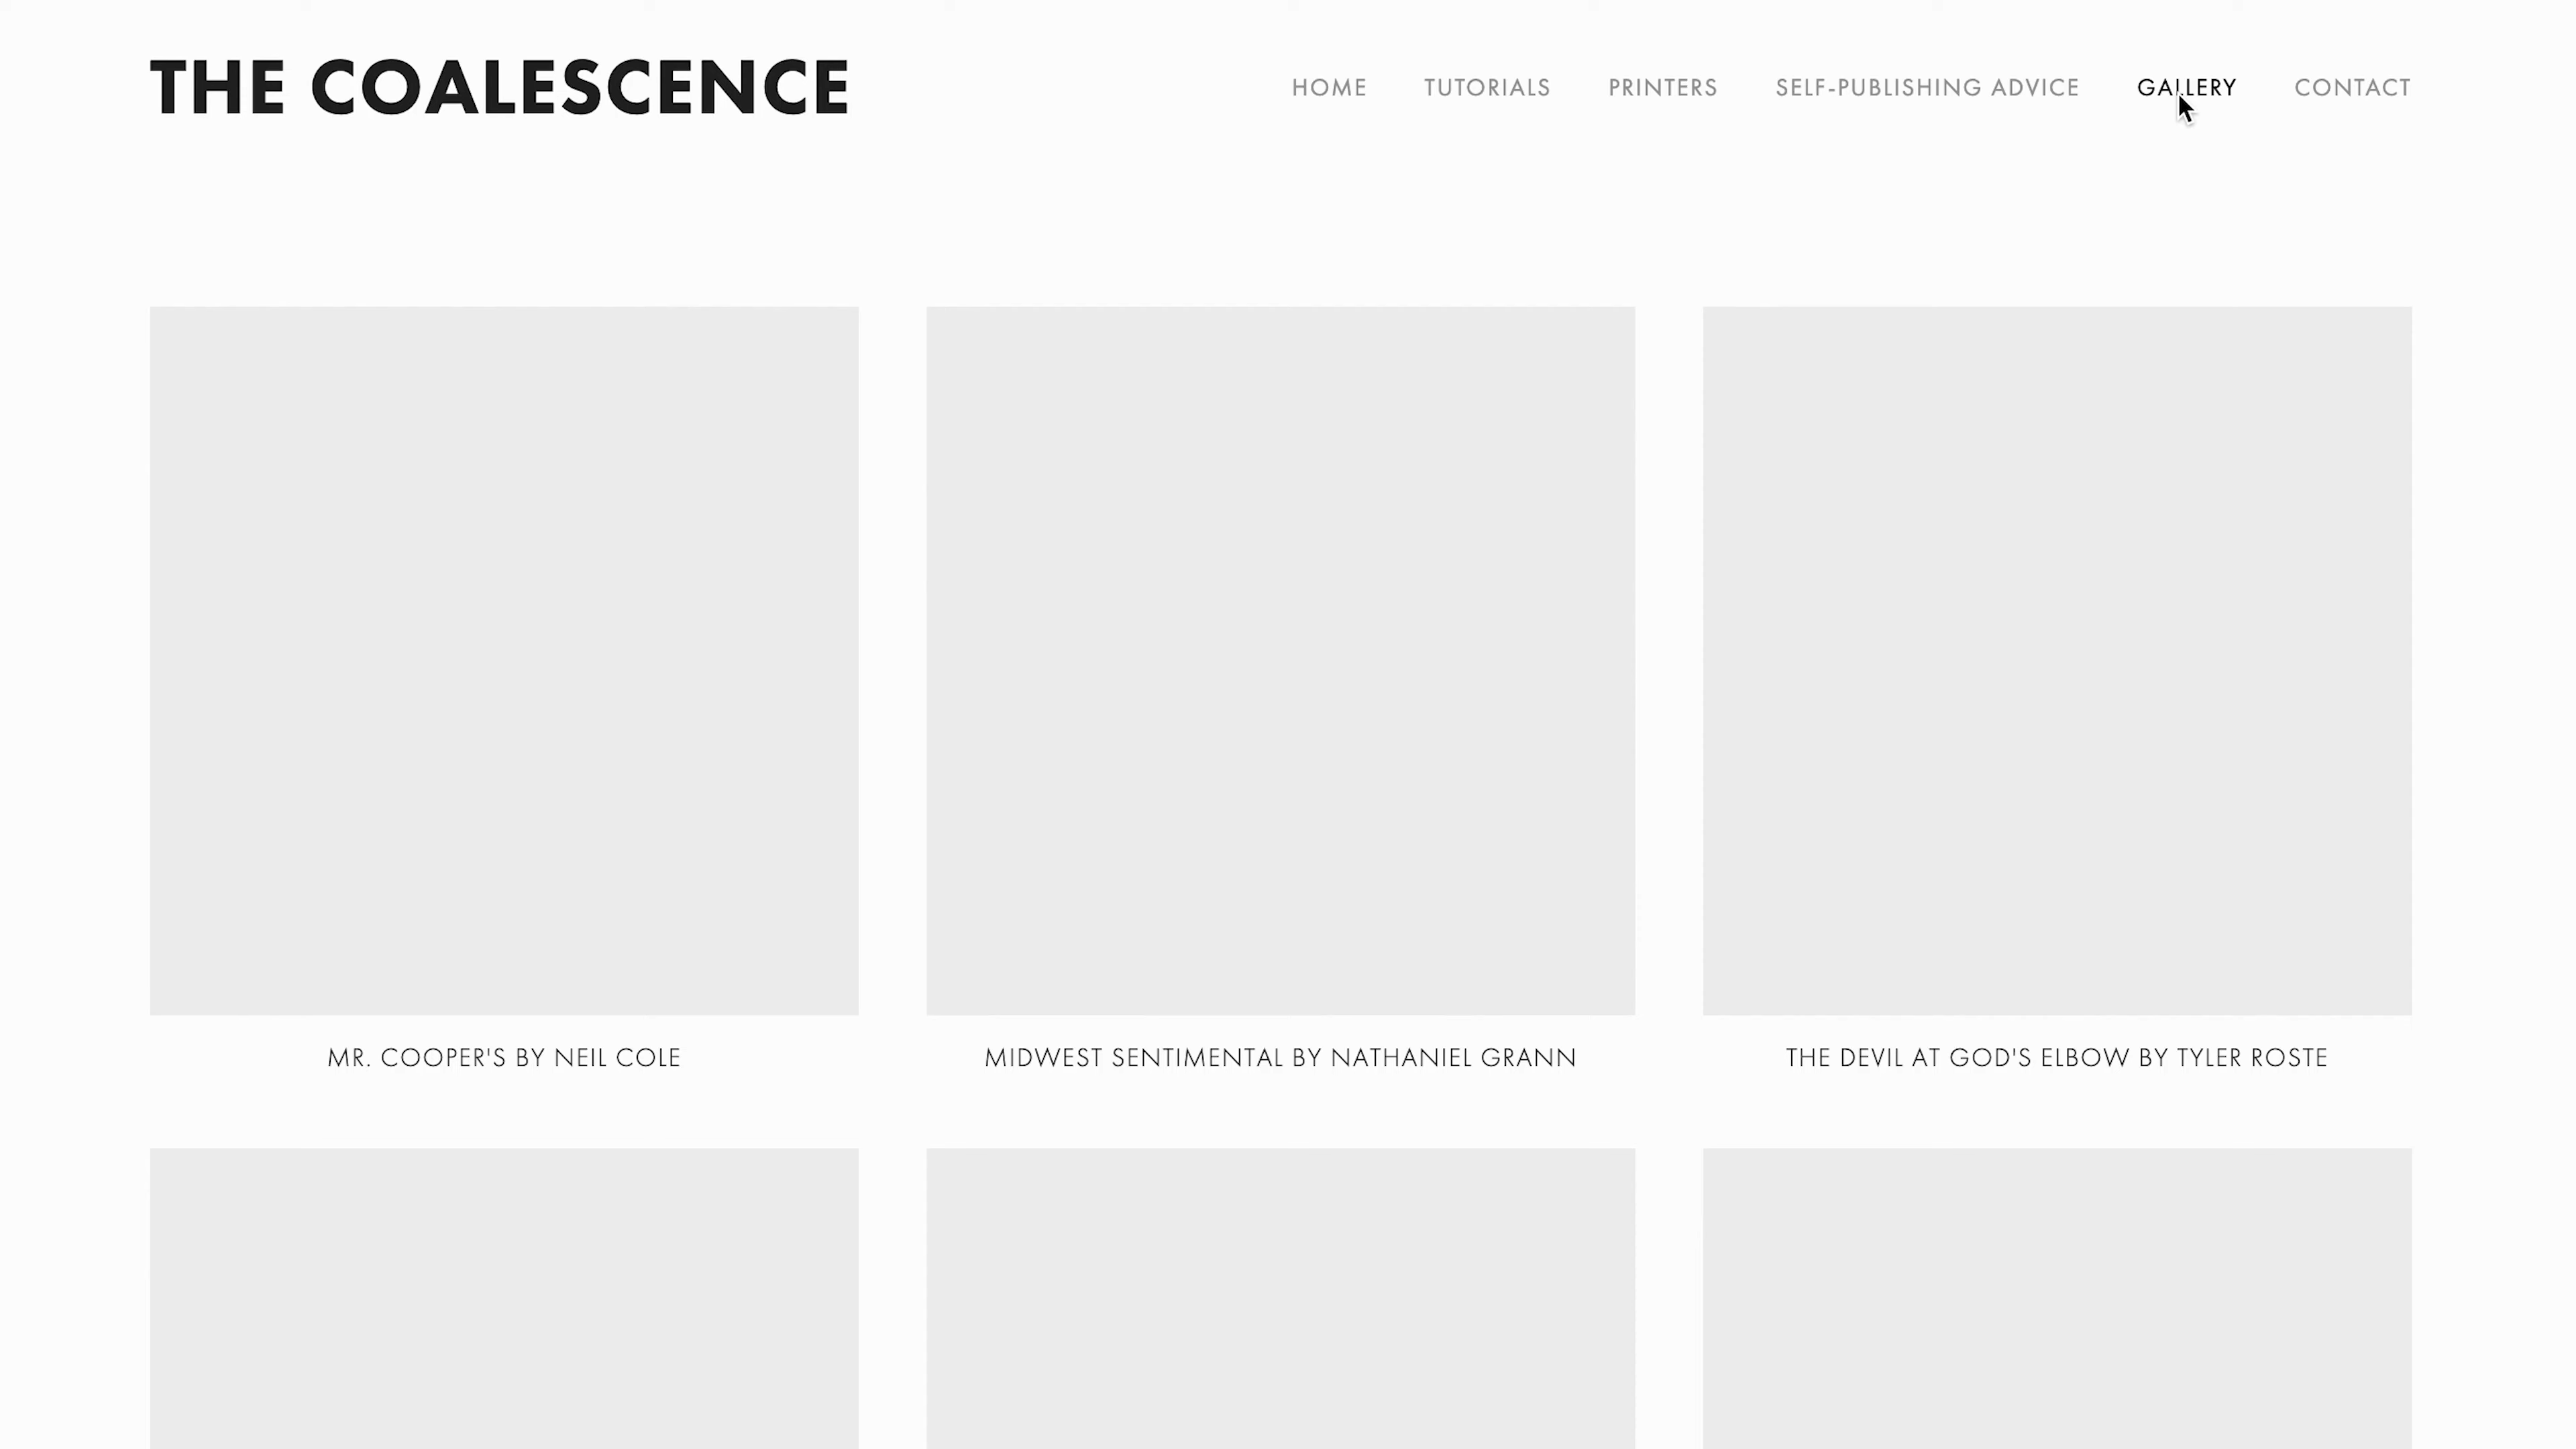 THE COALESCENCE
HOME TUTORIALS PRINTERS SELF-PUBLISHING ADVICE GALLERY CONTACT
MR. COOPER'S BY NEIL COLE
MIDWEST SENTIMENTAL BY NATHANIEL GRANN
THE DEVIL AT GOD'S ELBOW BY TYLER ROSTE